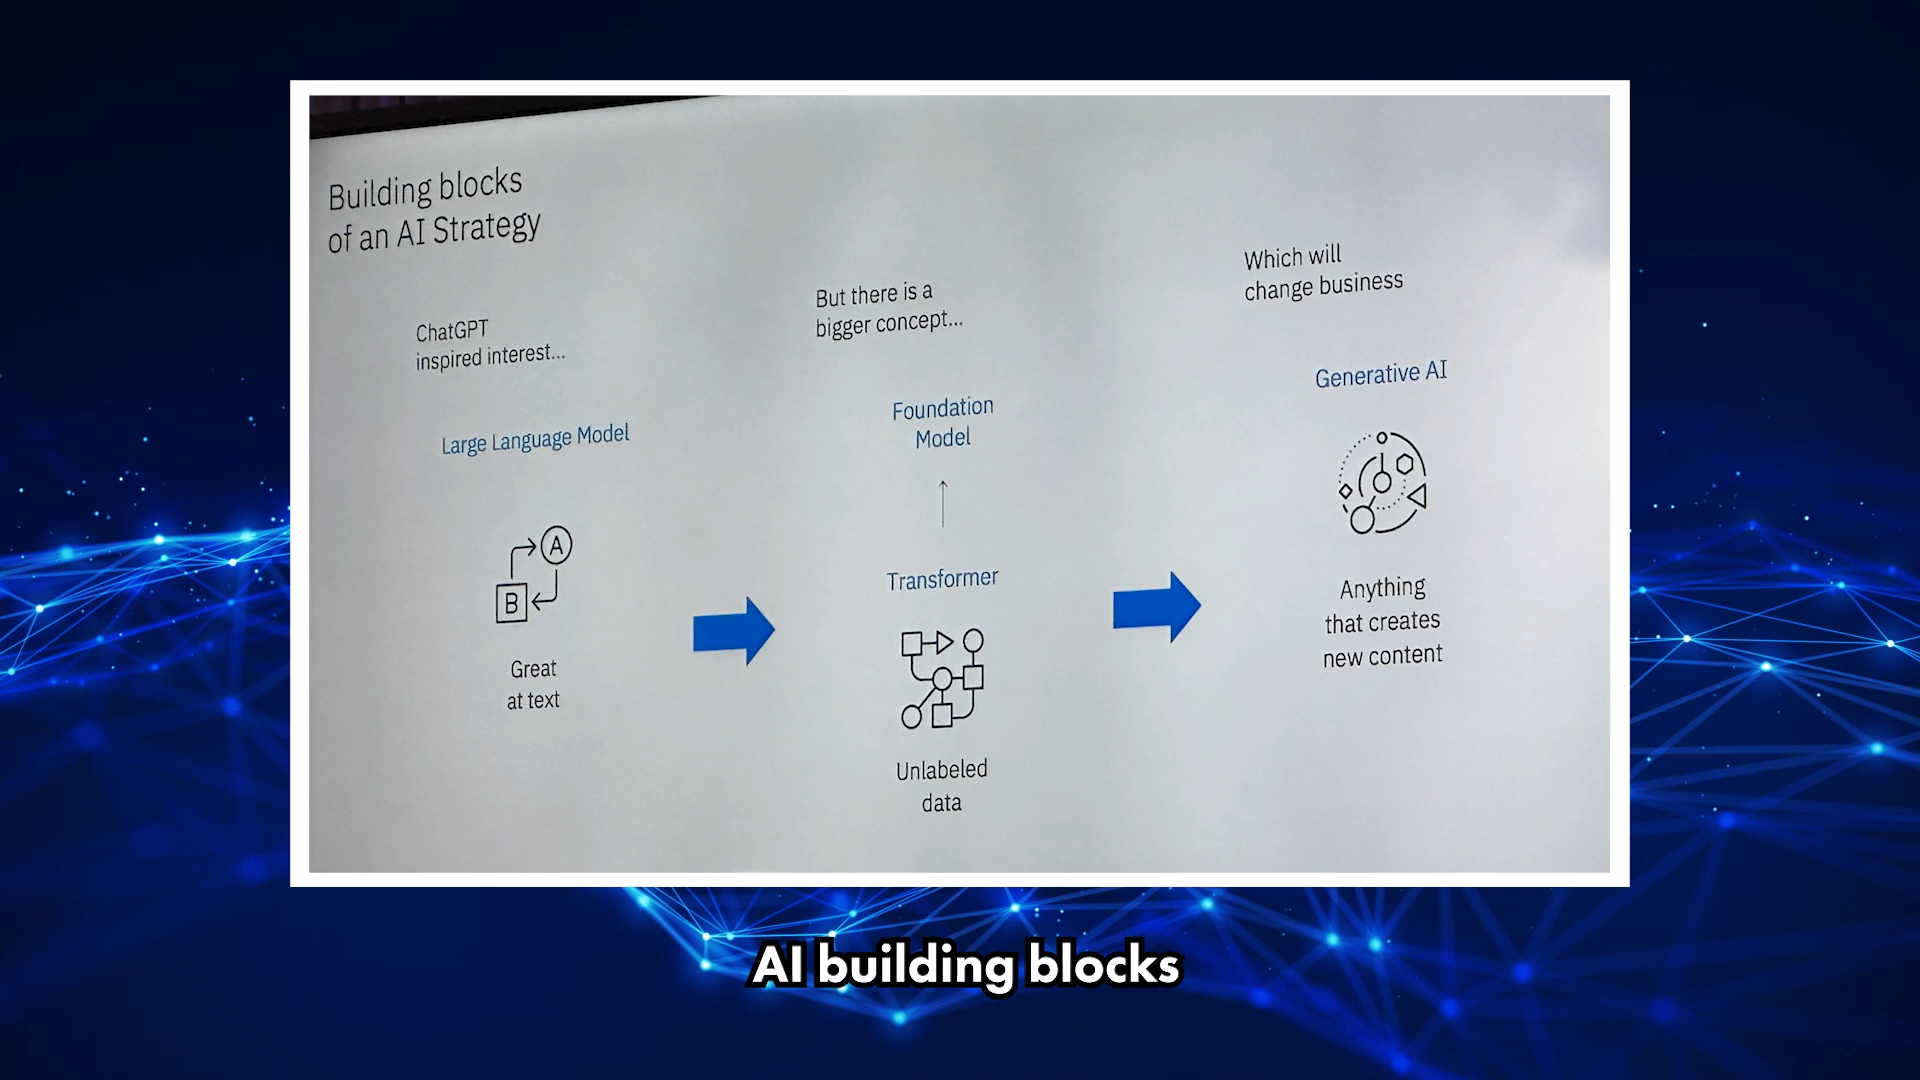 Building blocks
of an AI Strategy
ChatGPT
inspired interest...
Large Language Model
A
B
Great
at text
But there is a
bigger concept...
Foundation
Model
Transformer
Unlabeled
data
Which will
change business
Generative AI
Anything
that creates
new content
AI building blocks